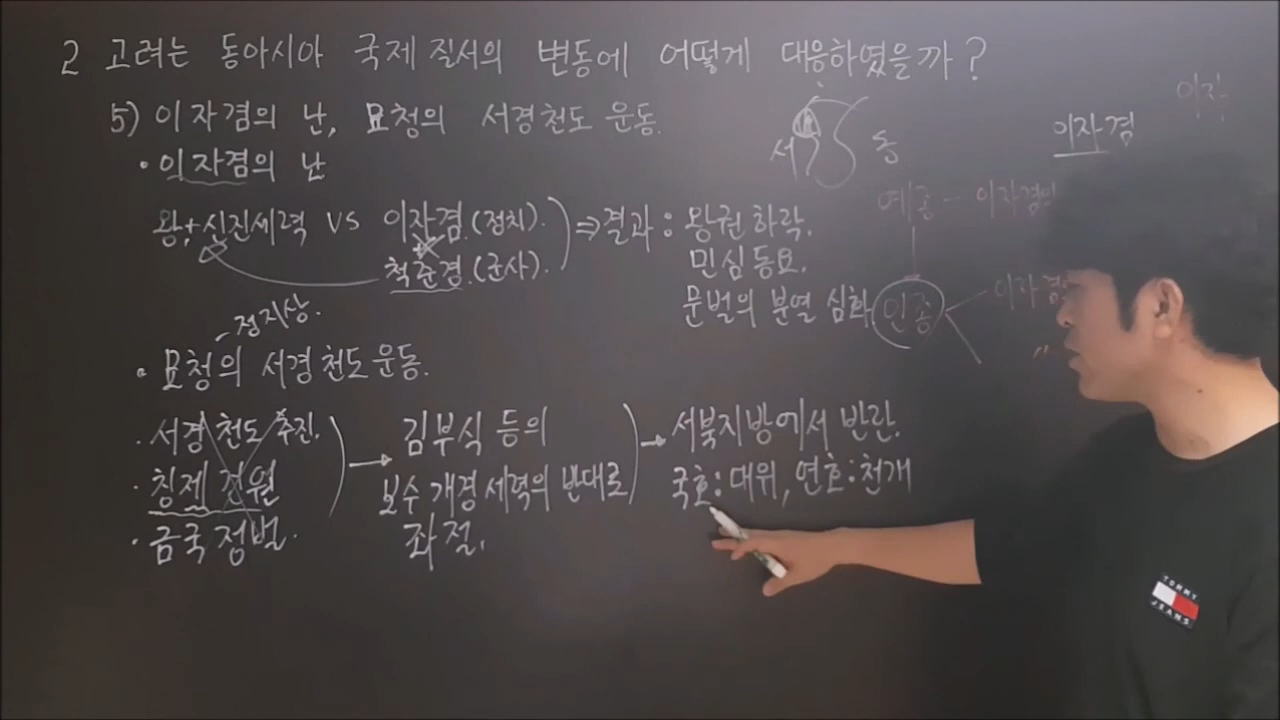 2 고려는 동아시아 국제 질서의 변동에 어떻게 대응하였을까?
5) 이자겸의 난, 묘청의 서경천도 운동.
· 이자겸의 난
왕+신진세력 VS 이자겸.(정치).
척준경.(군사).
⇒결과: 왕권 하락.
민심 동요.
문벌의 분열 심화
정지상.
· 묘청의 서경 천도 운동.
· 서경 천도 추진.
· 칭제 건원
· 금국 정벌.
→ 김부식 등의
보수 개경 세력의 반대로
좌절.
→ 서북지방에서 반란.
국호: 대위, 연호: 천개
서 동
이자겸
이자
예종 - 이자겸
인종
이자겸
TOMMY
JEANS